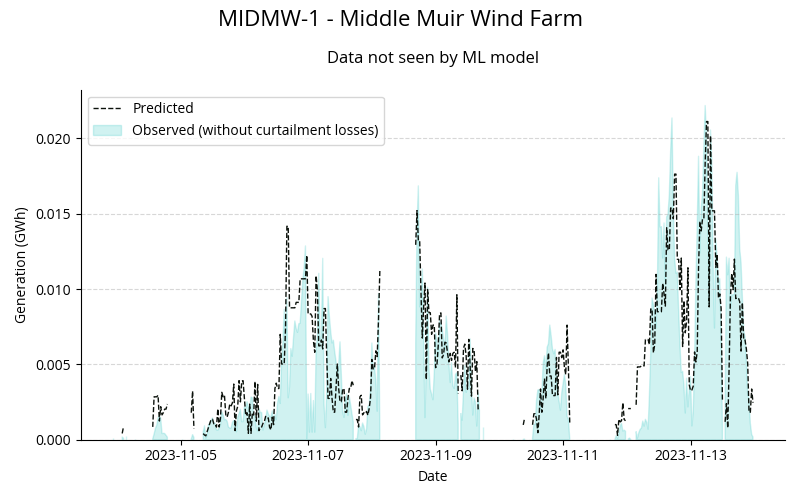 MIDMW-1 - Middle Muir Wind Farm
Data not seen by ML model
Predicted
Observed (without curtailment losses)
Generation (GWh)
0.020
0.015
0.010
0.005
0.000
2023-11-05 2023-11-07 2023-11-09 2023-11-11 2023-11-13
Date